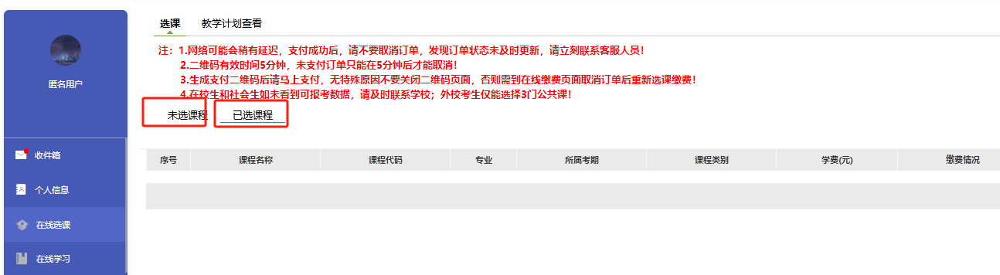 匿名用户
收件箱
个人信息
在线选课
在线学习
选课 教学计划查看
注：1.网络可能会稍有延迟，支付成功后，请不要取消订单，发现订单状态未及时更新，请立刻联系客服人员！
2.二维码有效时间5分钟，未支付订单只能在5分钟后才能取消！
3.生成支付二维码后请马上支付，无特殊原因不要关闭二维码页面，否则需到在线缴费页面取消订单后重新选课缴费！
4.在校生和社会生如未看到可报考数据，请及时联系学校；外校考生仅能选择3门公共课！
未选课程 已选课程
序号 课程名称 课程代码 专业 所属考期 课程类别 学费(元) 缴费情况